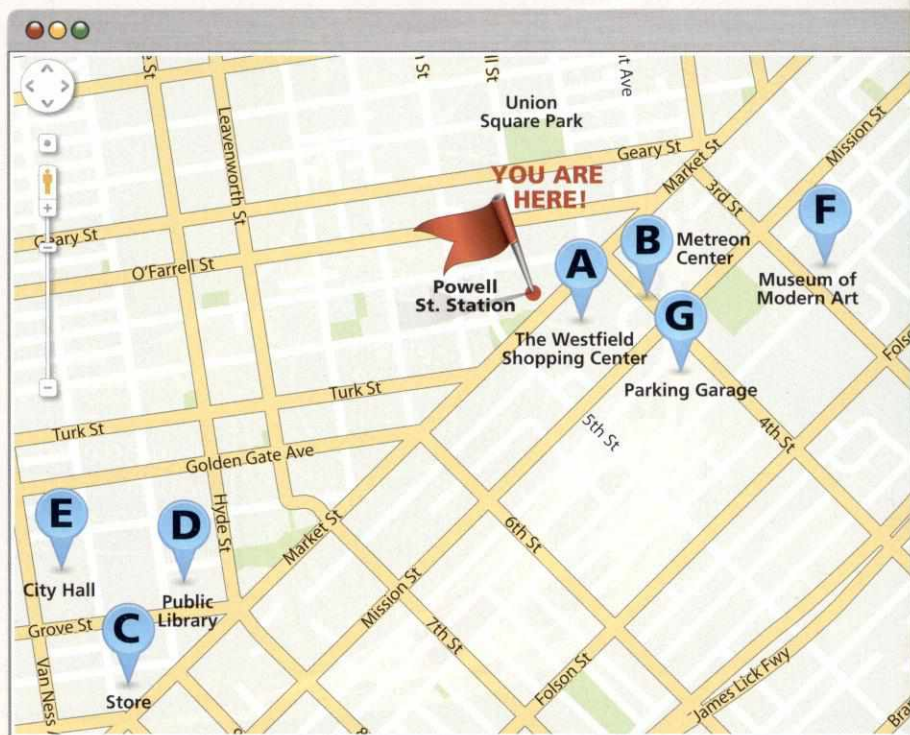 Leavenworth St
Union
Square Park
Geary St
Market St
Mission St
YOU ARE
HERE!
3rd St
F
Geary St
O'Farrell St
A
B
Metreon
Center
Powell
St. Station
Museum of
Modern Art
G
The Westfield
Shopping Center
Parking Garage
Turk St
Turk St
5th St
4th St
Golden Gate Ave
E
D
Hyde St
Market St
6th St
City Hall
Public
Library
Mission St
Grove St
C
7th St
Store
Folson St
James Lick Fwy
Van Ness